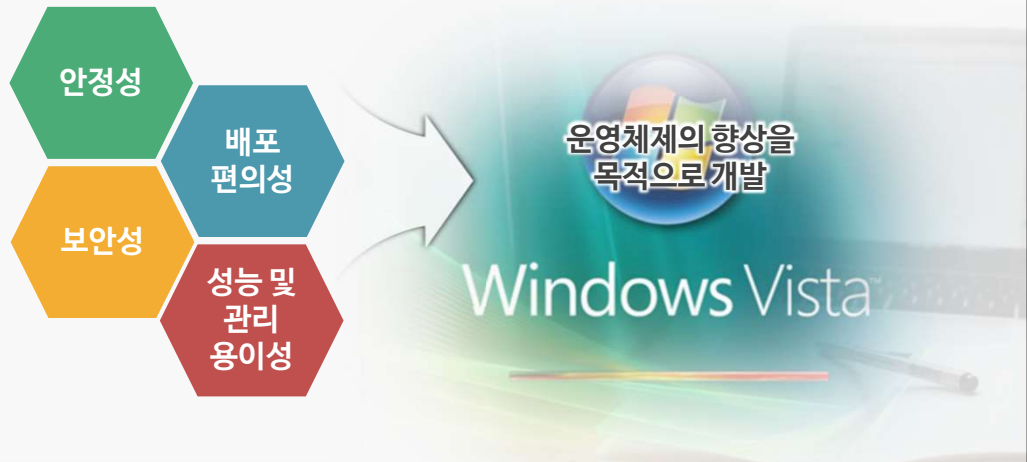 안정성
배포
편의성
보안성
성능 및
관리
용이성
운영체제의 향상을
목적으로 개발
Windows Vista™